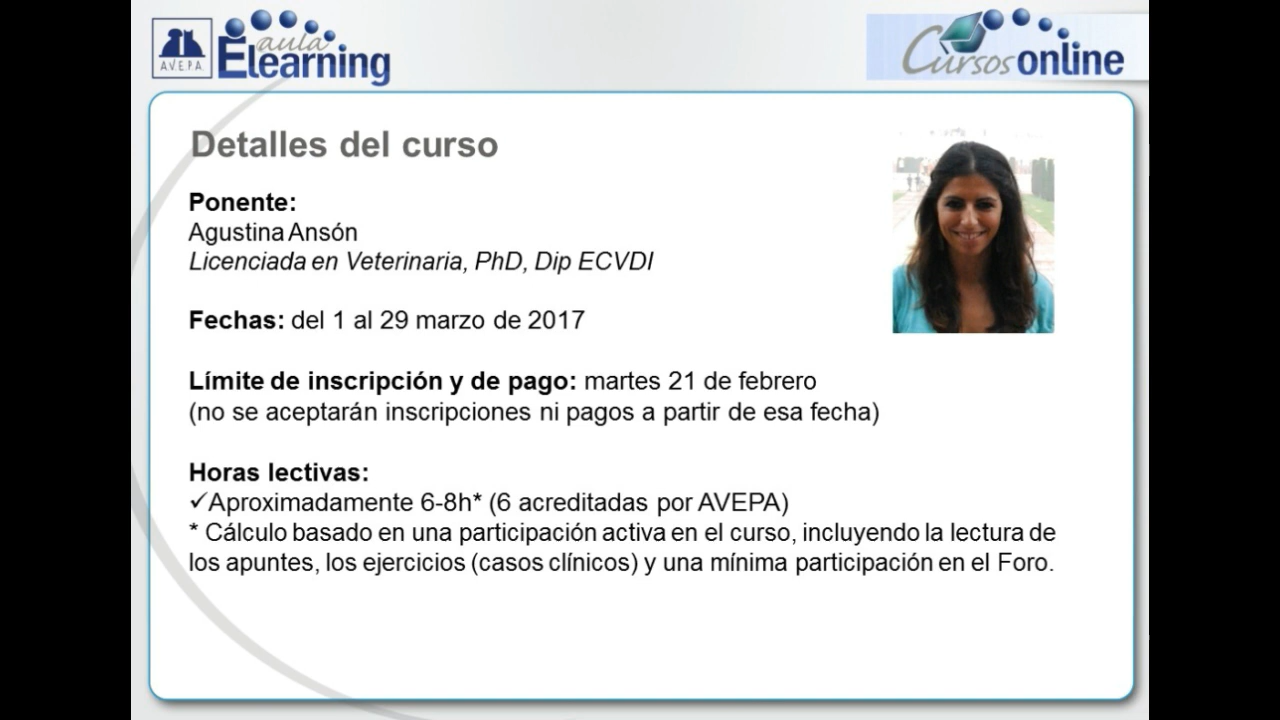 A.V.E.P.A.
aula
Elearning
Cursos online
Detalles del curso
Ponente:
Agustina Ansón
Licenciada en Veterinaria, PhD, Dip ECVDI
Fechas: del 1 al 29 marzo de 2017
Límite de inscripción y de pago: martes 21 de febrero
(no se aceptarán inscripciones ni pagos a partir de esa fecha)
Horas lectivas:
✓Aproximadamente 6-8h* (6 acreditadas por AVEPA)
* Cálculo basado en una participación activa en el curso, incluyendo la lectura de
los apuntes, los ejercicios (casos clínicos) y una mínima participación en el Foro.